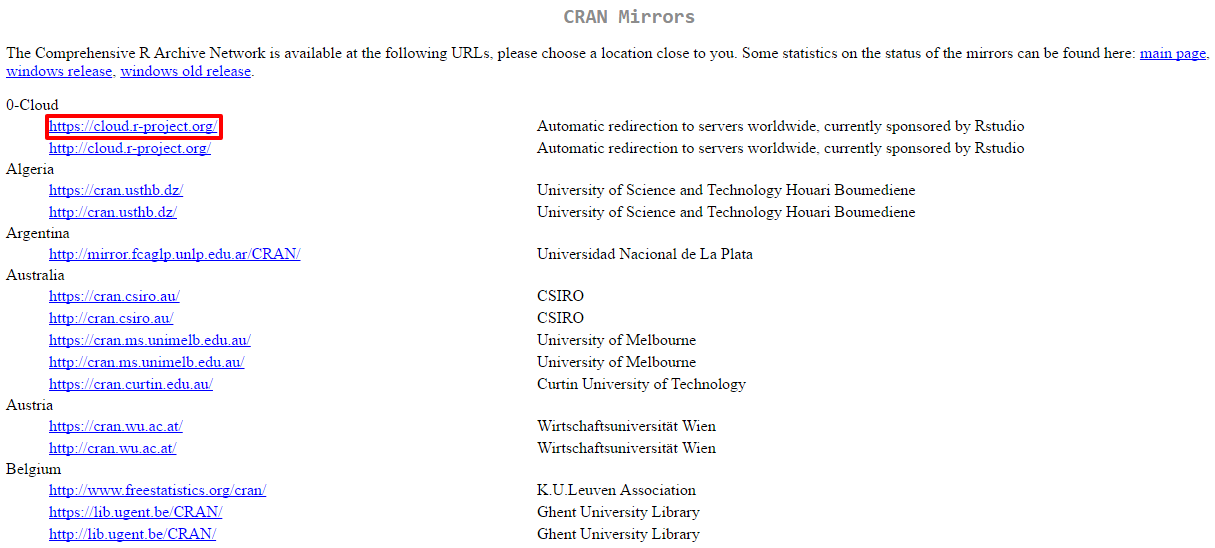 CRAN Mirrors
The Comprehensive R Archive Network is available at the following URLs, please choose a location close to you. Some statistics on the status of the mirrors can be found here: main page,
windows release, windows old release.
0-Cloud
https://cloud.r-project.org/ Automatic redirection to servers worldwide, currently sponsored by Rstudio
http://cloud.r-project.org/ Automatic redirection to servers worldwide, currently sponsored by Rstudio
Algeria
https://cran.usthb.dz/ University of Science and Technology Houari Boumediene
http://cran.usthb.dz/ University of Science and Technology Houari Boumediene
Argentina
http://mirror.fcaglp.unlp.edu.ar/CRAN/ Universidad Nacional de La Plata
Australia
https://cran.csiro.au/ CSIRO
http://cran.csiro.au/ CSIRO
https://cran.ms.unimelb.edu.au/ University of Melbourne
http://cran.ms.unimelb.edu.au/ University of Melbourne
https://cran.curtin.edu.au/ Curtin University of Technology
Austria
https://cran.wu.ac.at/ Wirtschaftsuniversität Wien
http://cran.wu.ac.at/ Wirtschaftsuniversität Wien
Belgium
http://www.freestatistics.org/cran/ K.U.Leuven Association
https://lib.ugent.be/CRAN/ Ghent University Library
http://lib.ugent.be/CRAN/ Ghent University Library